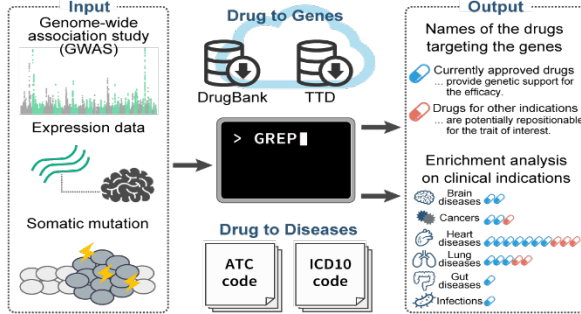 Input
Genome-wide
association study
(GWAS)
Expression data
Somatic mutation
Drug to Genes
DrugBank
TTD
> GREP
Drug to Diseases
ATC
code
ICD10
code
Output
Names of the drugs
targeting the genes
Currently approved drugs
... provide genetic support for
the efficacy.
Drugs for other indications
... are potentially repositionable
for the trait of interest.
Enrichment analysis
on clinical indications
Brain
diseases
Cancers
Heart
diseases
Lung
diseases
Gut
diseases
Infections